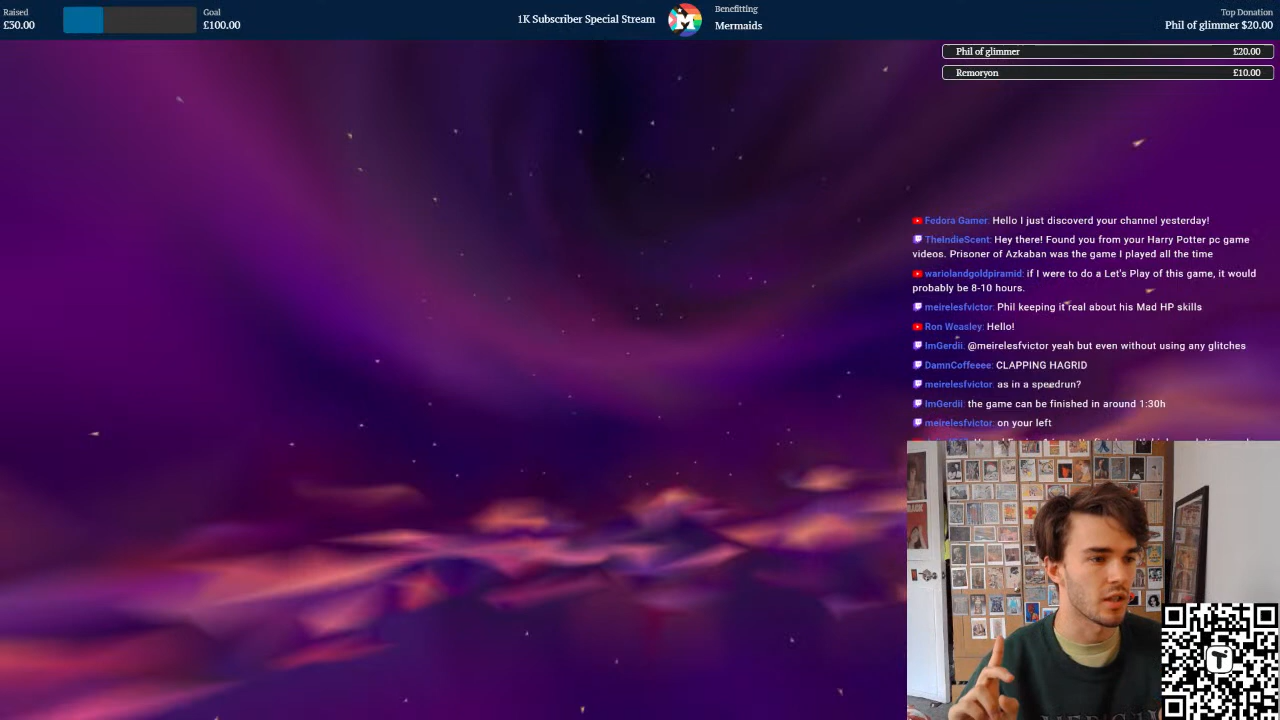 Raised
£30.00
Goal
£100.00
1K Subscriber Special Stream
M
Benefitting
Mermaids
Top Donation
Phil of glimmer $20.00
Phil of glimmer £20.00
Remoryon £10.00
Fedora Gamer: Hello I just discoverd your channel yesterday!
TheIndieScent: Hey there! Found you from your Harry Potter pc game
videos. Prisoner of Azkaban was the game I played all the time
wariolandgoldpiramid: if I were to do a Let's Play of this game, it would
probably be 8-10 hours.
meirelesfvictor: Phil keeping it real about his Mad HP skills
Ron Weasley: Hello!
ImGerdii: @meirelesfvictor yeah but even without using any glitches
DamnCoffeeee: CLAPPING HAGRID
meirelesfvictor: as in a speedrun?
ImGerdii: the game can be finished in around 1:30h
meirelesfvictor: on your left
T